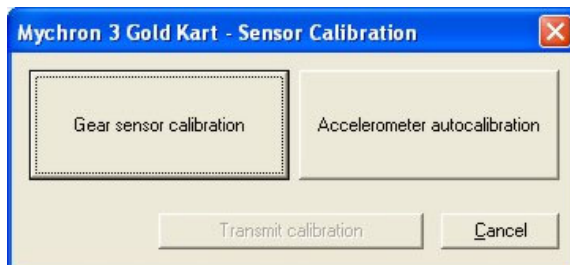 Mychron 3 Gold Kart - Sensor Calibration
Gear sensor calibration
Accelerometer autocalibration
Transmit calibration
Cancel